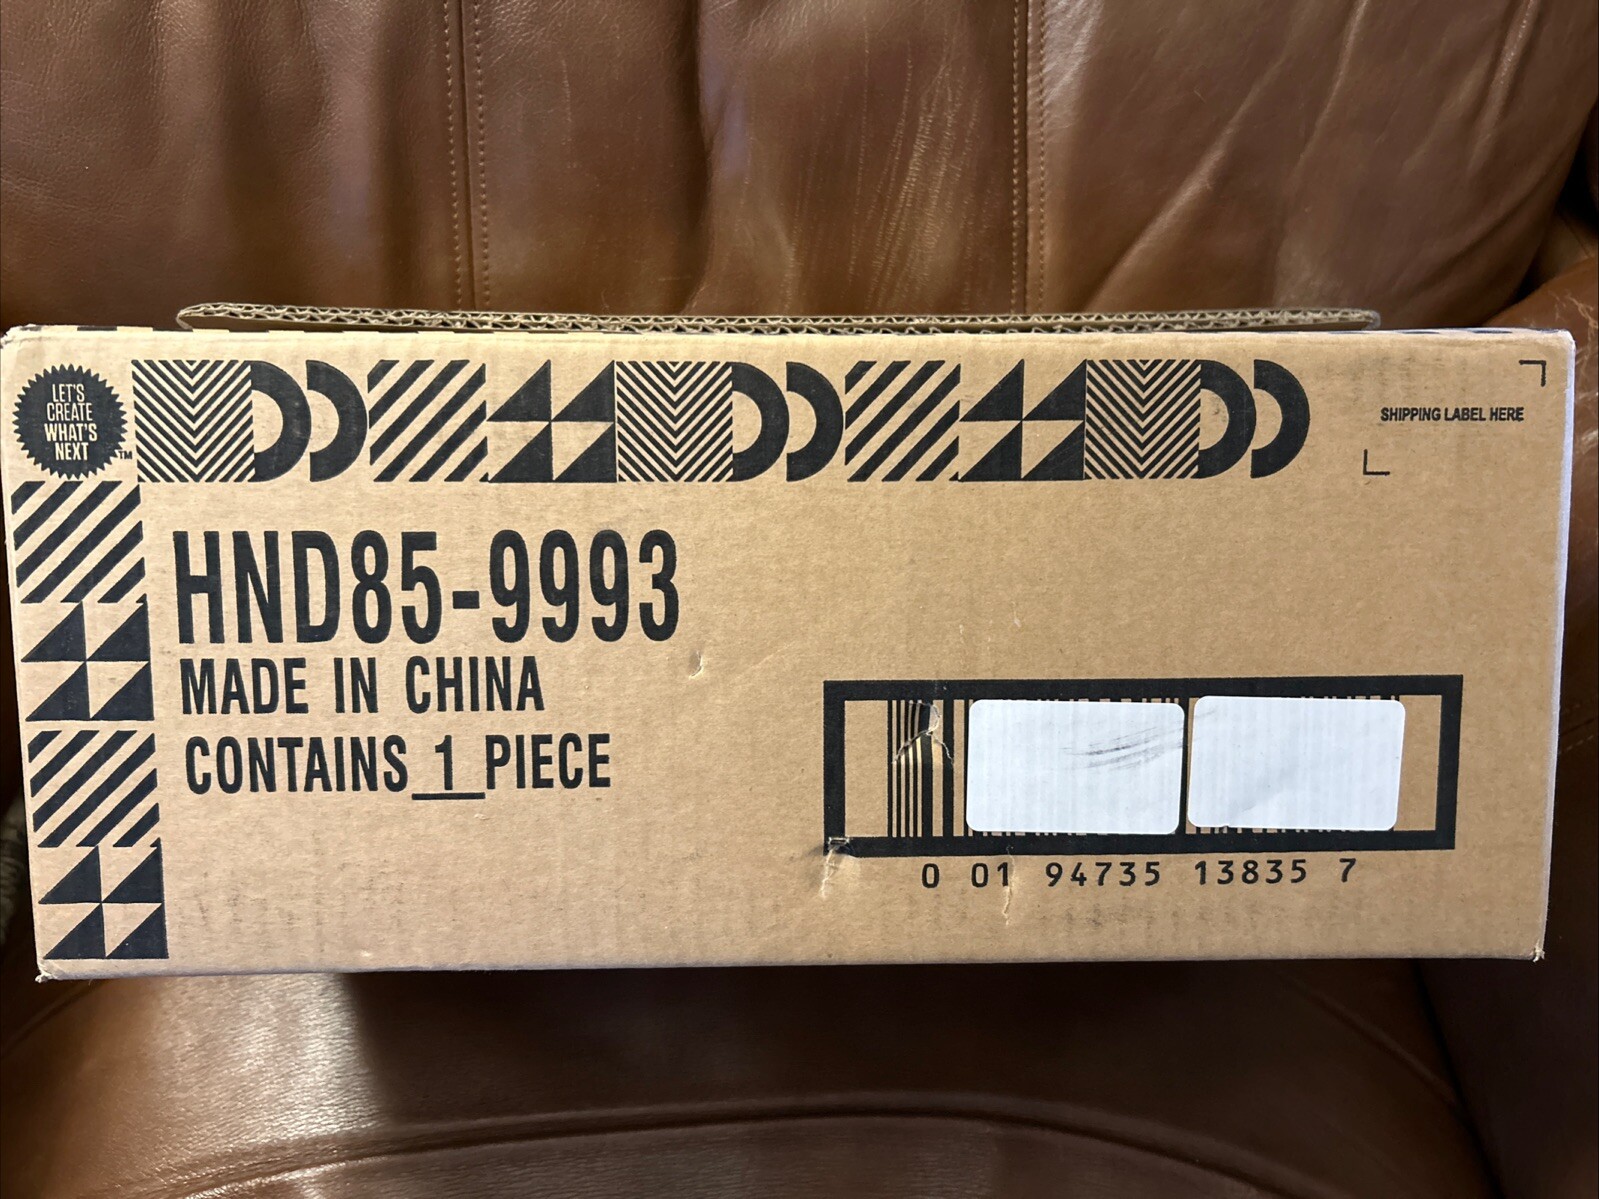 LET'S
CREATE
WHAT'S
NEXT
TM
SHIPPING LABEL HERE
HND85-9993
MADE IN CHINA
CONTAINS 1 PIECE
0 01 94735 13835 7